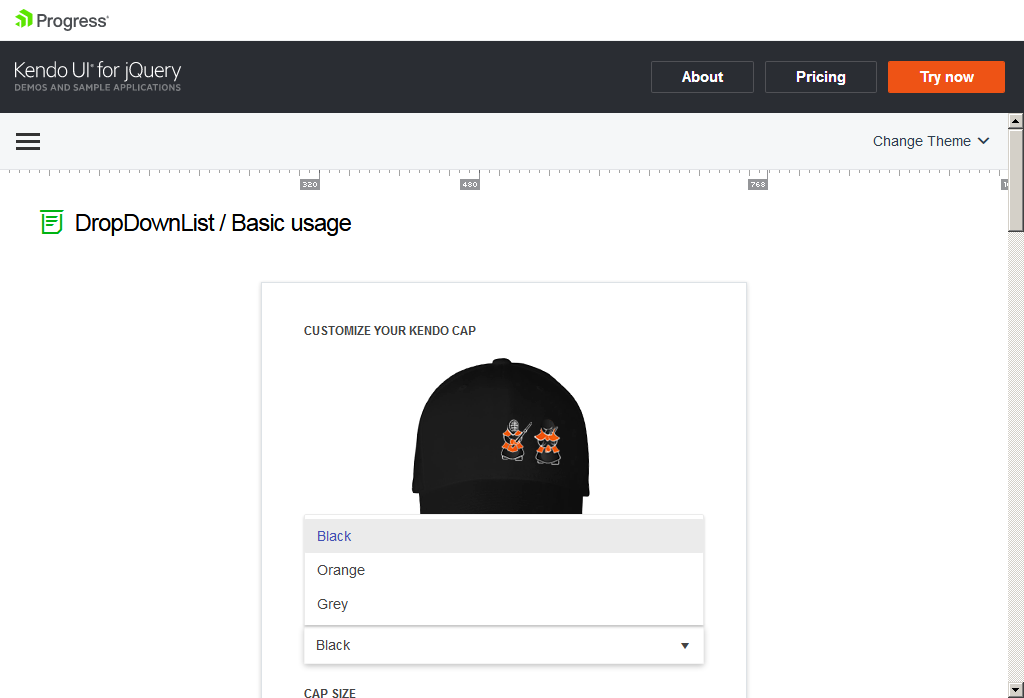 Progress
Kendo UI® for jQuery
DEMOS AND SAMPLE APPLICATIONS
About
Pricing
Try now
Change Theme
320
480
768
DropDownList / Basic usage
CUSTOMIZE YOUR KENDO CAP
Black
Orange
Grey
Black
CAP SIZE